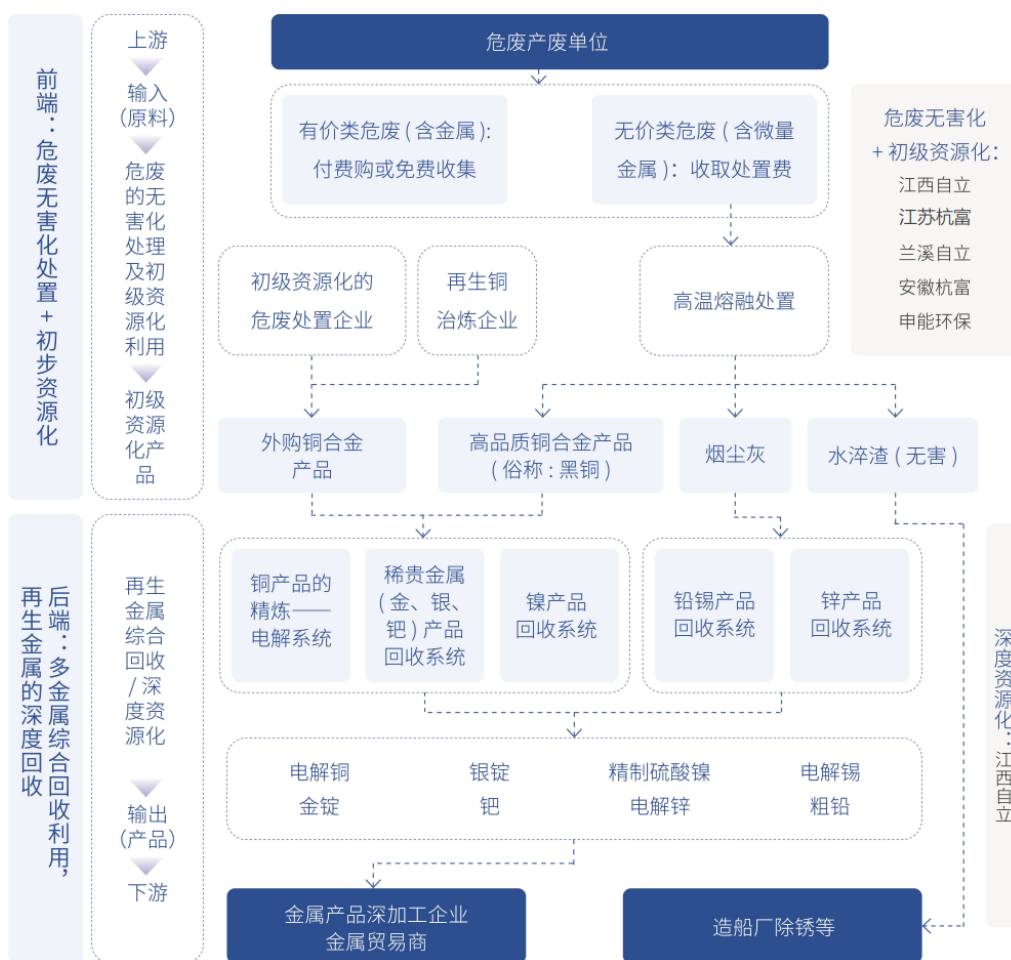 前端：危废无害化处置 + 初步资源化
上游
输入
（原料）
危废
的无
害化
处理
及初
级资
源化
利用
初级
资源
化产
品
危废产废单位
有价类危废 ( 含金属 ):
付费购或免费收集
无价类危废 ( 含微量
金属 )：收取处置费
危废无害化
+ 初级资源化：
江西自立
江苏杭富
兰溪自立
安徽杭富
申能环保
初级资源化的
危废处置企业
再生铜
冶炼企业
高温熔融处置
外购铜合金
产品
高品质铜合金产品
( 俗称 : 黑铜 )
烟尘灰
水淬渣 ( 无害 )
后端：多金属综合回收利用，
再生金属的深度回收
再生
金属
综合
回收
/ 深
度资
源化
输出
（产品）
下游
铜产品的
精炼——
电解系统
稀贵金属
( 金、银、
钯 ) 产品
回收系统
镍产品
回收系统
铅锡产品
回收系统
锌产品
回收系统
深度资源化：江西自立
电解铜
银锭
精制硫酸镍
电解锡
金锭
钯
电解锌
粗铅
金属产品深加工企业
金属贸易商
造船厂除锈等